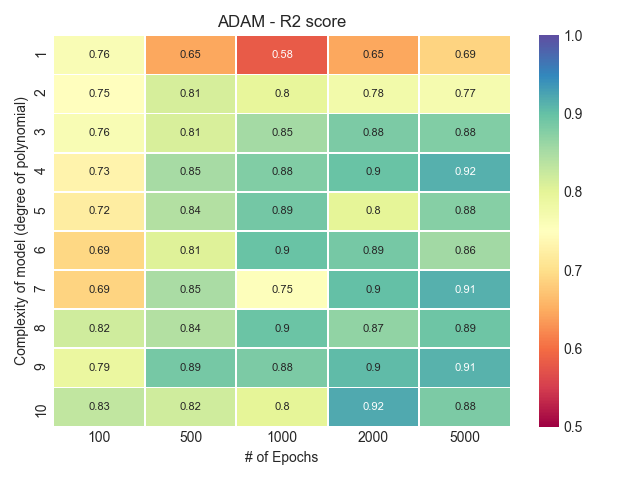 ADAM - R2 score
Complexity of model (degree of polynomial)
1 0.76 0.65 0.58 0.65 0.69
2 0.75 0.81 0.8 0.78 0.77
3 0.76 0.81 0.85 0.88 0.88
4 0.73 0.85 0.88 0.9 0.92
5 0.72 0.84 0.89 0.8 0.88
6 0.69 0.81 0.9 0.89 0.86
7 0.69 0.85 0.75 0.9 0.91
8 0.82 0.84 0.9 0.87 0.89
9 0.79 0.89 0.88 0.9 0.91
10 0.83 0.82 0.8 0.92 0.88
100 500 1000 2000 5000
# of Epochs
1.0
0.9
0.8
0.7
0.6
0.5